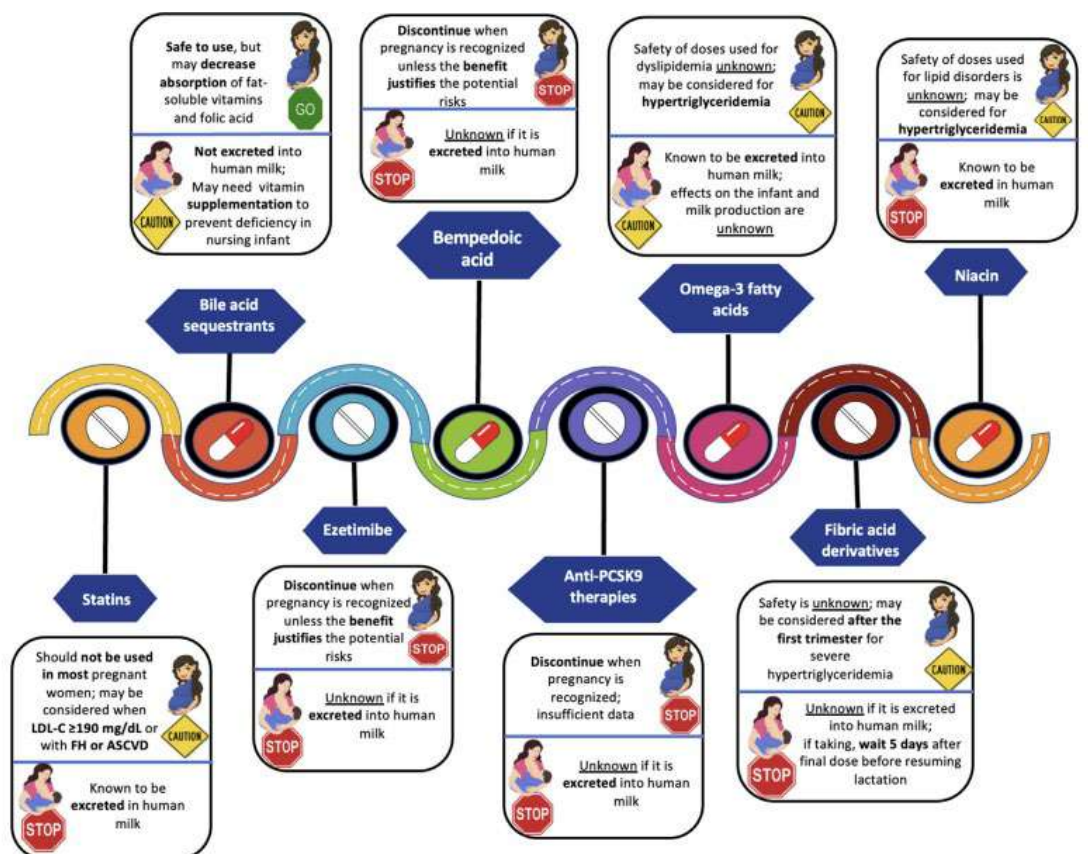 Safe to use, but
may decrease
absorption of fat-
soluble vitamins
and folic acid
GO
Not excreted into
human milk;
May need vitamin
supplementation to
prevent deficiency in
nursing infant
CAUTION
Discontinue when
pregnancy is recognized
unless the benefit
justifies the potential
risks
STOP
Unknown if it is
excreted into human
milk
STOP
Safety of doses used for
dyslipidemia unknown;
may be considered for
hypertriglyceridemia
CAUTION
Known to be excreted into
human milk;
effects on the infant and
milk production are
unknown
CAUTION
Safety of doses used
for lipid disorders is
unknown; may be
considered for
hypertriglyceridemia
CAUTION
Known to be
excreted in human
milk
STOP
Bile acid
sequestrants
Bempedoic
acid
Omega-3 fatty
acids
Niacin
Statins
Ezetimibe
Anti-PCSK9
therapies
Fibric acid
derivatives
Should not be used
in most pregnant
women; may be
considered when
LDL-C ≥190 mg/dL or
with FH or ASCVD
CAUTION
Known to be
excreted in human
milk
STOP
Discontinue when
pregnancy is recognized
unless the benefit
justifies the potential
risks
STOP
Unknown if it is
excreted into human
milk
STOP
Discontinue when
pregnancy is
recognized;
insufficient data
STOP
Unknown if it is
excreted into human
milk
STOP
Safety is unknown; may
be considered after the
first trimester for
severe
hypertriglyceridemia
CAUTION
Unknown if it is excreted
into human milk;
if taking, wait 5 days after
final dose before resuming
lactation
STOP